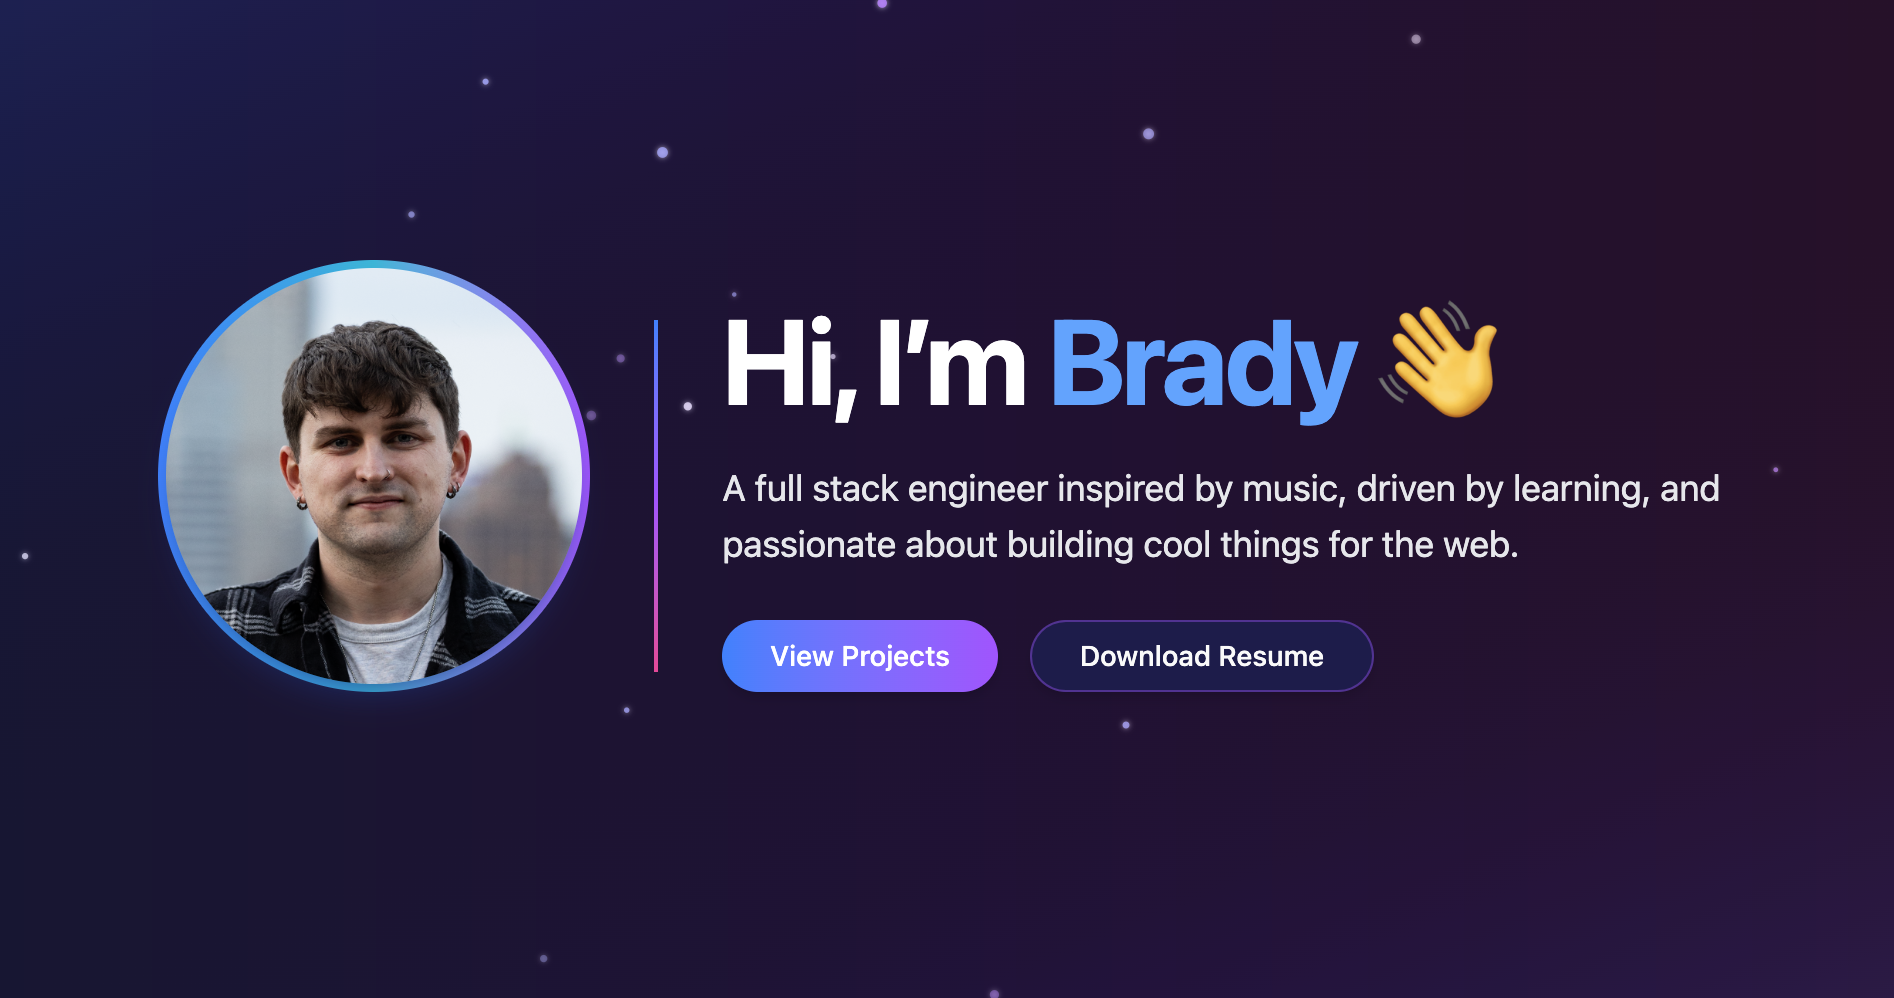 Hi, I’m Brady 👋
A full stack engineer inspired by music, driven by learning, and
passionate about building cool things for the web.
View Projects
Download Resume